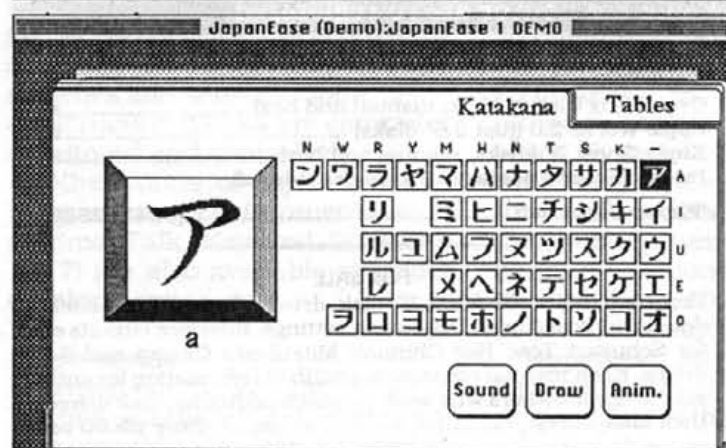 JapanEase (Demo):JapanEase 1 DEMO
Katakana Tables
N W R Y M H N T S K –
ンワラヤマハナタサカア A
リ ミヒニチシキイ
ルユムフヌツスクウ U
メヘネテセケエ E
ヲロヨモホノトソコオ O
ア
a
Sound Draw Anim.